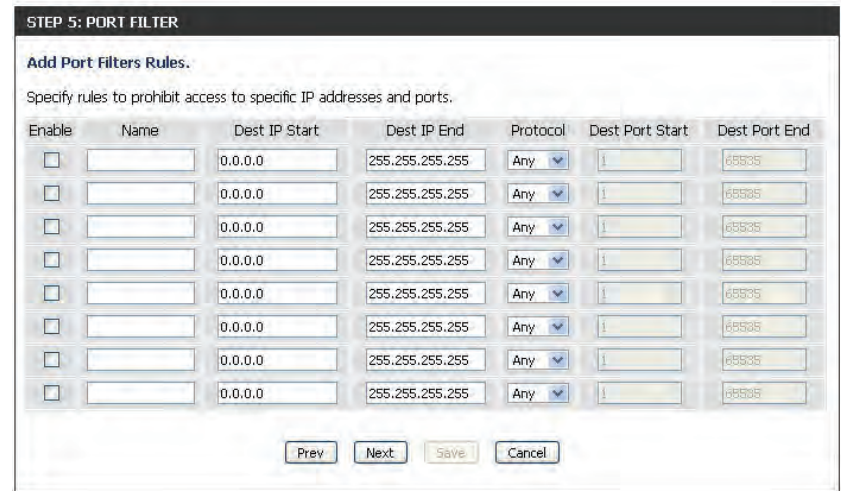 STEP 5: PORT FILTER
Add Port Filters Rules.
Specify rules to prohibit access to specific IP addresses and ports.
Enable Name Dest IP Start Dest IP End Protocol Dest Port Start Dest Port End
0.0.0.0 255.255.255.255 Any 1 65535
0.0.0.0 255.255.255.255 Any 1 65535
0.0.0.0 255.255.255.255 Any 1 65535
0.0.0.0 255.255.255.255 Any 1 65535
0.0.0.0 255.255.255.255 Any 1 65535
0.0.0.0 255.255.255.255 Any 1 65535
0.0.0.0 255.255.255.255 Any 1 65535
0.0.0.0 255.255.255.255 Any 1 65535
Prev Next Save Cancel